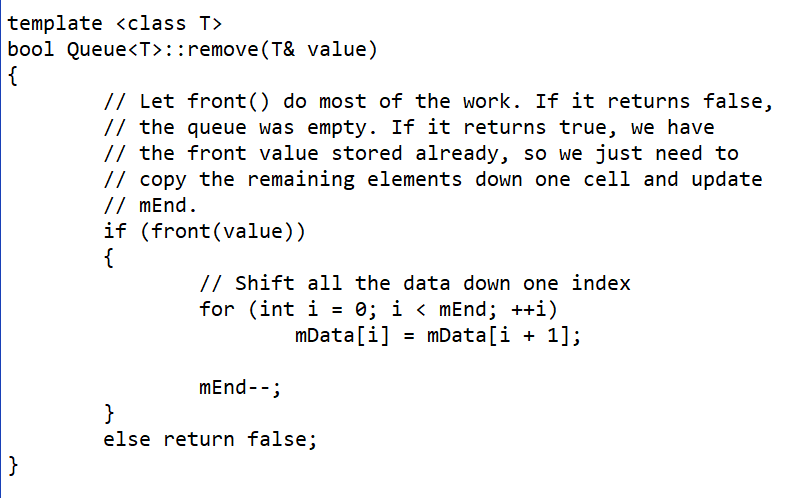 template <class T>
bool Queue<T>::remove(T& value)
{
        // Let front() do most of the work. If it returns false,
        // the queue was empty. If it returns true, we have
        // the front value stored already, so we just need to
        // copy the remaining elements down one cell and update
        // mEnd.
        if (front(value))
        {
                // Shift all the data down one index
                for (int i = 0; i < mEnd; ++i)
                        mData[i] = mData[i + 1];

                mEnd--;
        }
        else return false;
}